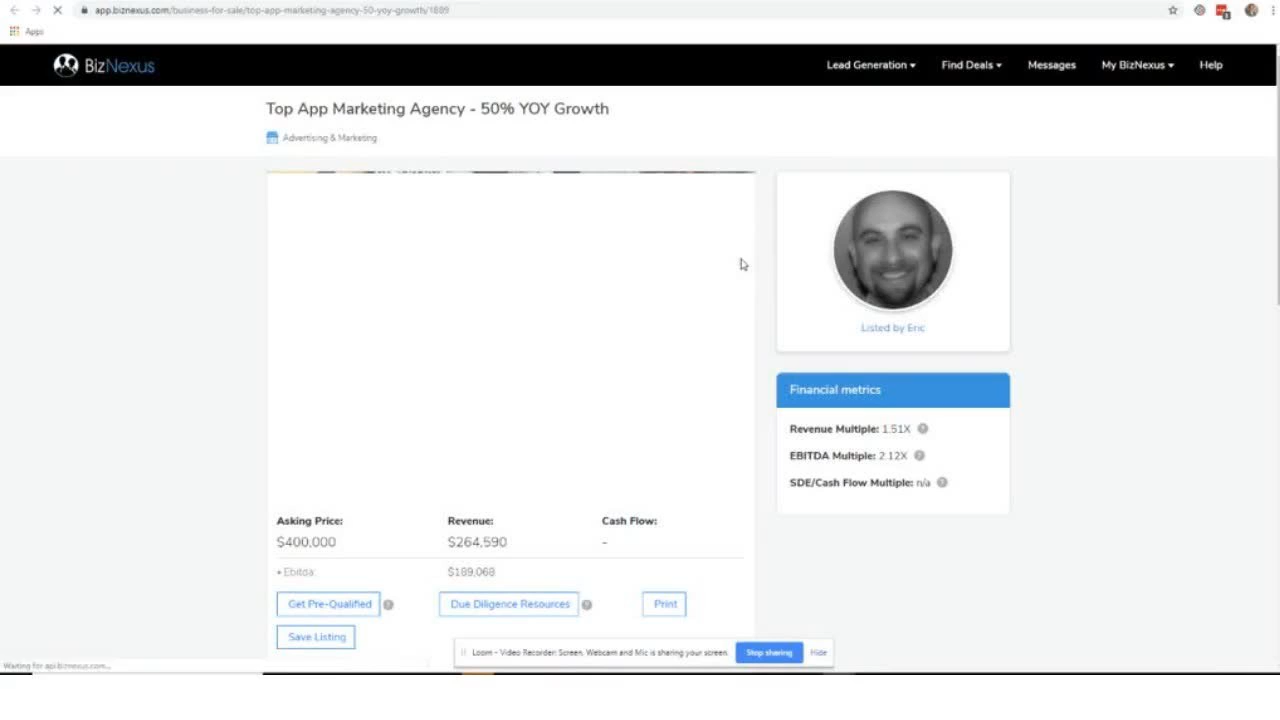 app.biznexus.com/business-for-sale/top-app-marketing-agency-50-yoy-growth/1889
Apps
BizNexus
Lead Generation
Find Deals
Messages
My BizNexus
Help
Top App Marketing Agency - 50% YOY Growth
Advertising & Marketing
Listed by Eric
Financial metrics
Revenue Multiple: 1.51X
EBITDA Multiple: 2.12X
SDE/Cash Flow Multiple: n/a
Asking Price:
Revenue:
Cash Flow:
$400,000
$264,590
-
+ Ebitda:
$189,068
Get Pre-Qualified
Due Diligence Resources
Print
Save Listing
Loom - Video Recorder: Screen, Webcam and Mic is sharing your screen.
Stop sharing
Hide
Waiting for api.biznexus.com...